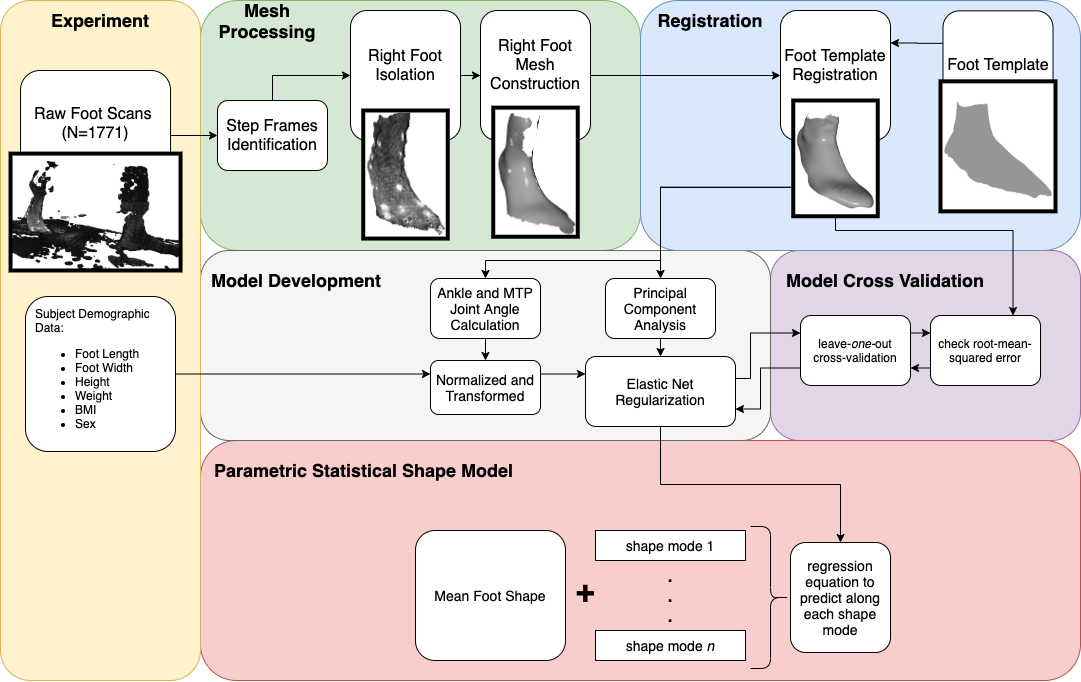 Experiment
Raw Foot Scans
(N=1771)
Subject Demographic
Data:
• Foot Length
• Foot Width
• Height
• Weight
• BMI
• Sex
Mesh
Processing
Step Frames
Identification
Right Foot
Isolation
Right Foot
Mesh
Construction
Registration
Foot Template
Registration
Foot Template
Model Development
Ankle and MTP
Joint Angle
Calculation
Principal
Component
Analysis
Normalized and
Transformed
Elastic Net
Regularization
Model Cross Validation
leave-one-out
cross-validation
check root-mean-
squared error
Parametric Statistical Shape Model
Mean Foot Shape
+
shape mode 1
.
.
.
shape mode n
regression
equation to
predict along
each shape
mode